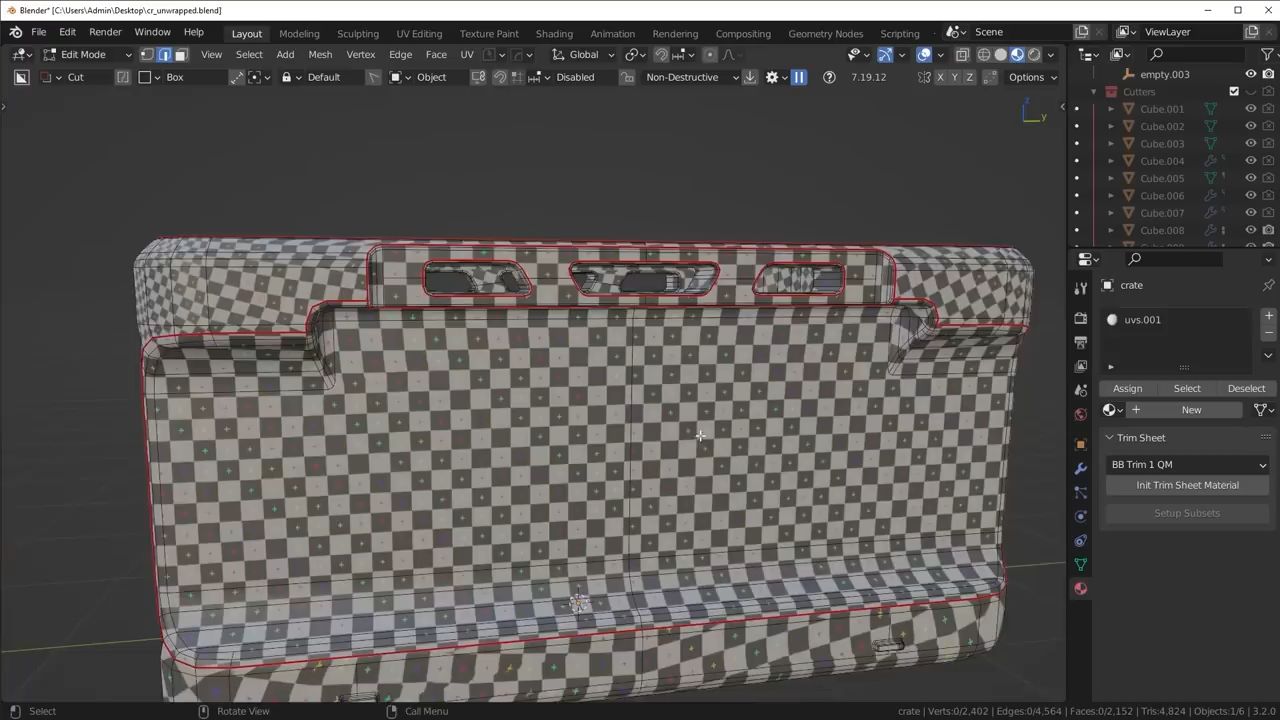 Blender* [C:\Users\Admin\Desktop\cr_unwrapped.blend]
File Edit Render Window Help Layout Modeling Sculpting UV Editing Texture Paint Shading Animation Rendering Compositing Geometry Nodes Scripting Scene ViewLayer
Edit Mode View Select Add Mesh Vertex Edge Face UV Global
Cut Box Default Object Disabled Non-Destructive 7.19.12 X Y Z Options
empty.003
Cutters
Cube.001
Cube.002
Cube.003
Cube.004
Cube.005
Cube.006
Cube.007
Cube.008
z
y
crate
uvs.001
Assign Select Deselect
New
Trim Sheet
BB Trim 1 QM
Init Trim Sheet Material
Setup Subsets
Select Rotate View Call Menu crate | Verts:0/2,402 | Edges:0/4,564 | Faces:0/2,152 | Tris:4,824 | Objects:1/6 | 3.2.0